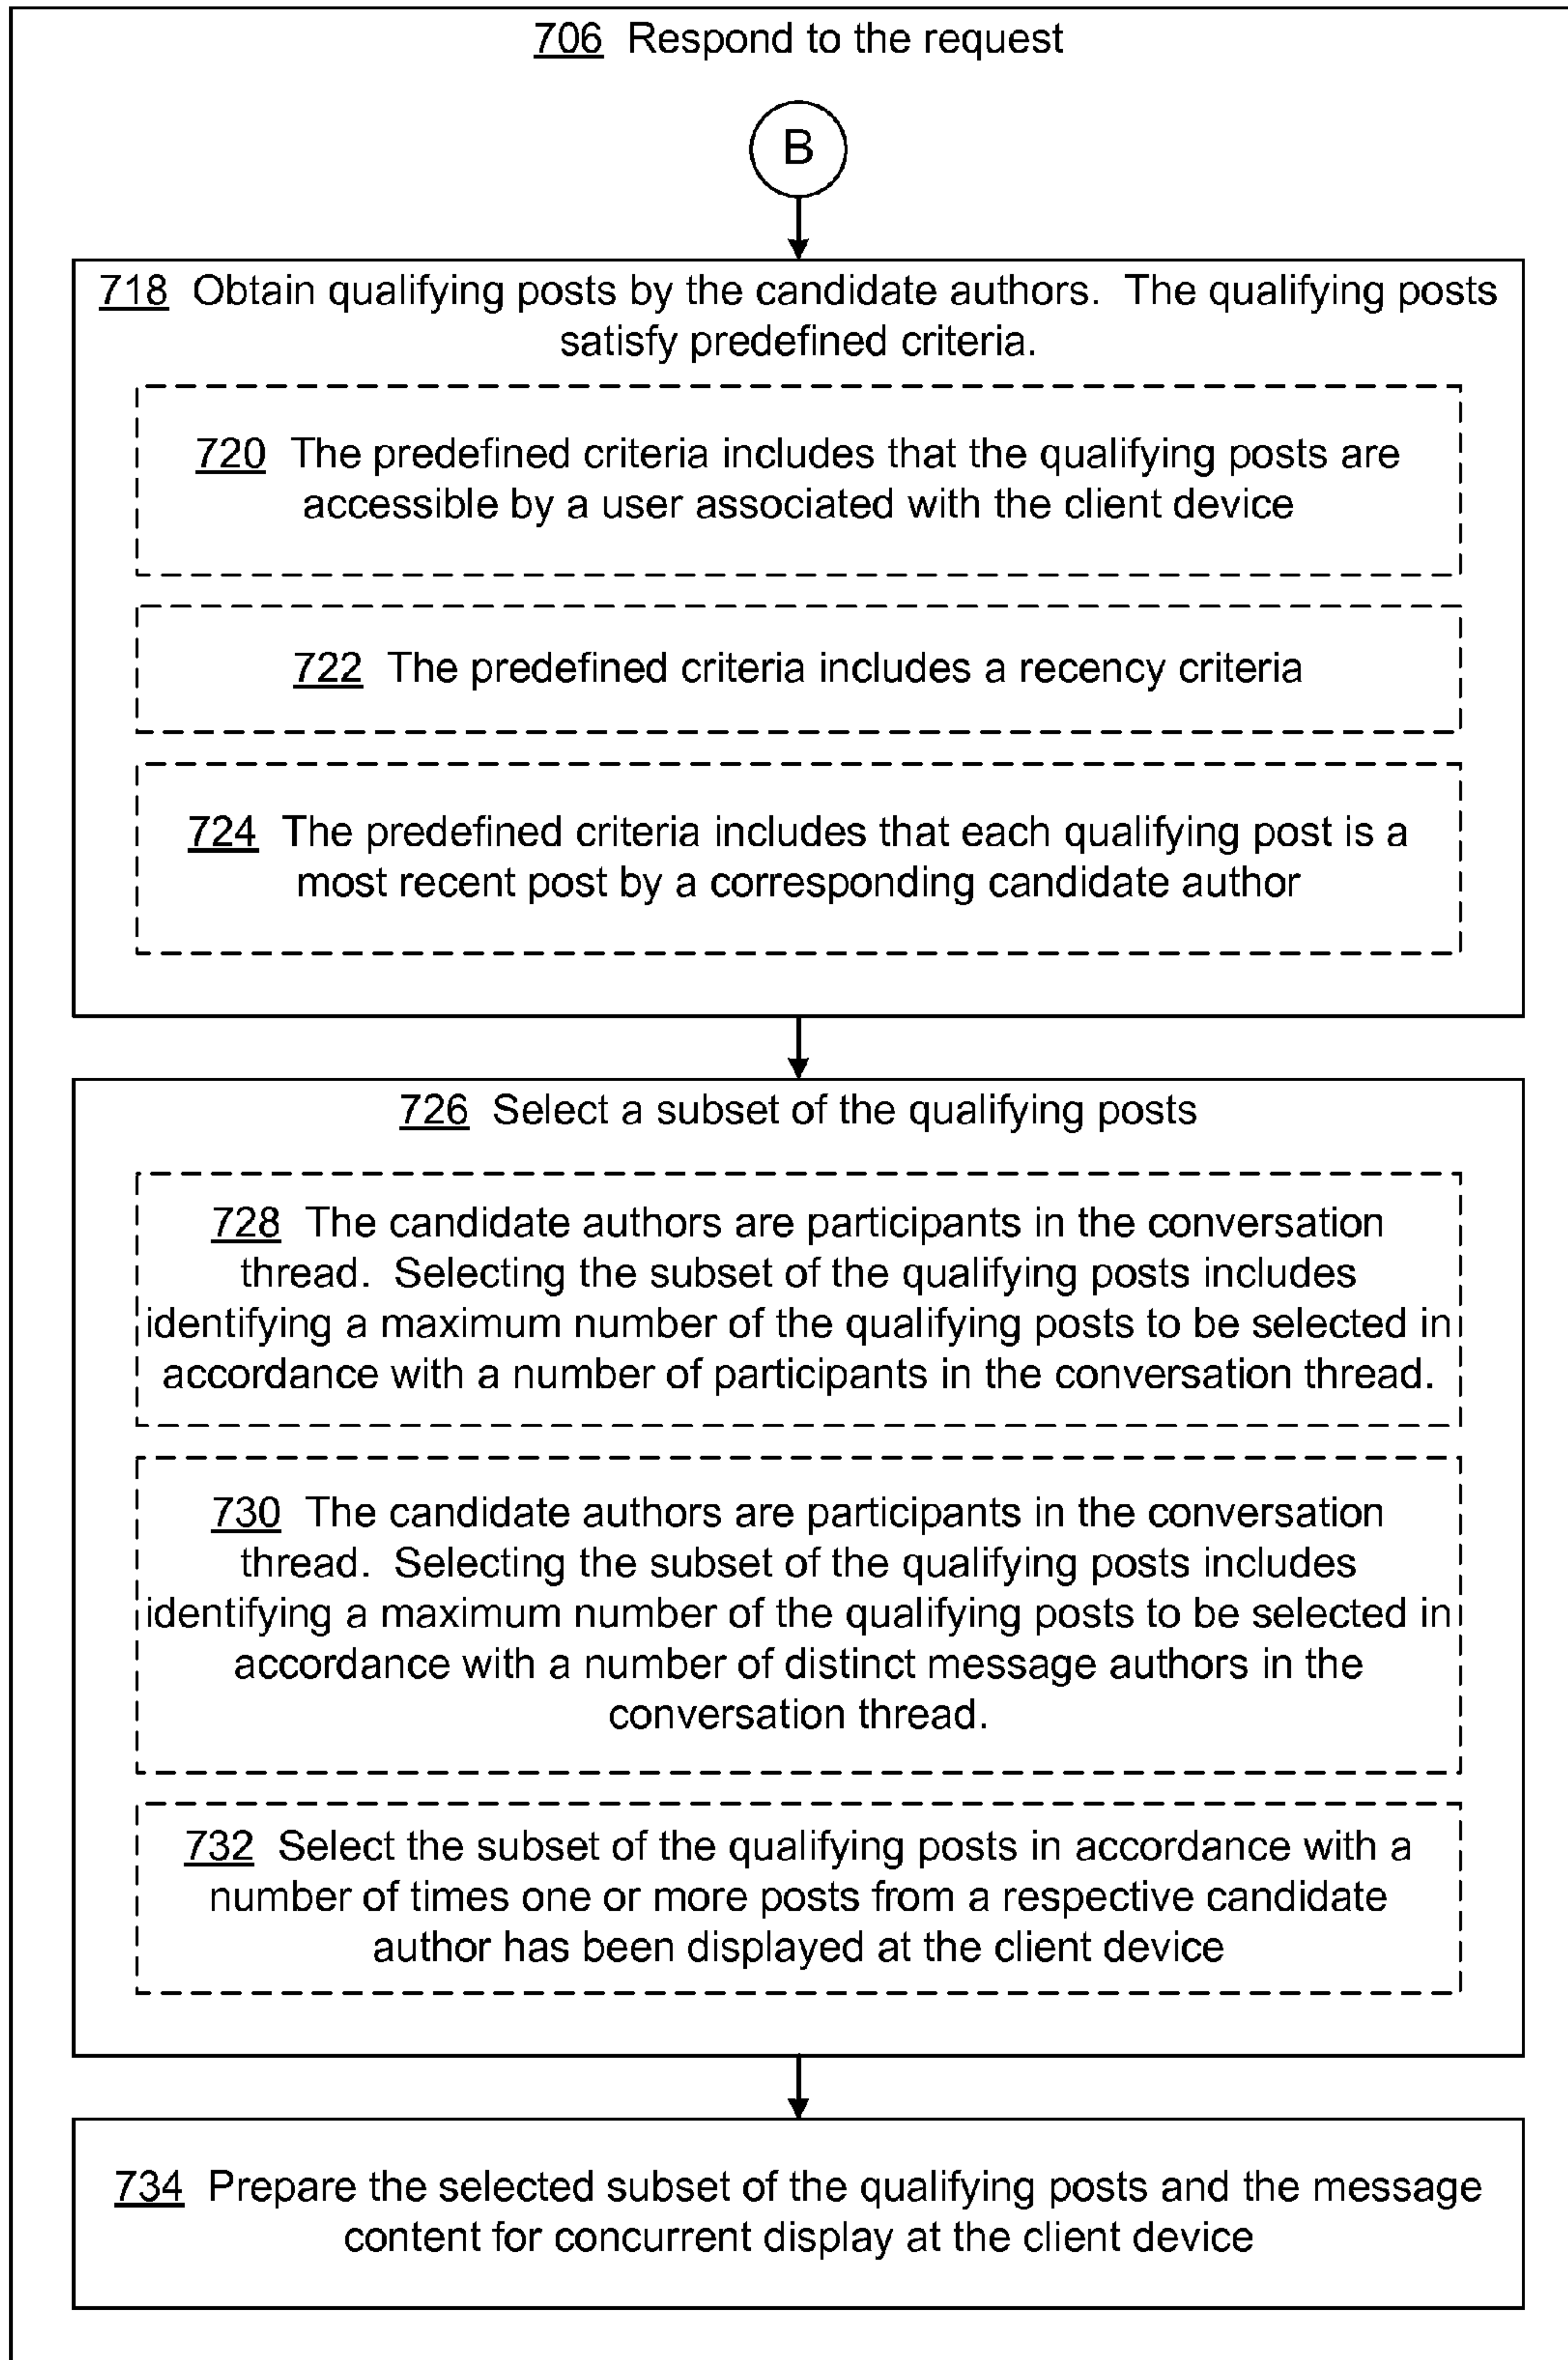 706 Respond to the request
B
718 Obtain qualifying posts by the candidate authors. The qualifying posts
satisfy predefined criteria.
720 The predefined criteria includes that the qualifying posts are
accessible by a user associated with the client device
722 The predefined criteria includes a recency criteria
724 The predefined criteria includes that each qualifying post is a
most recent post by a corresponding candidate author
726 Select a subset of the qualifying posts
728 The candidate authors are participants in the conversation
thread. Selecting the subset of the qualifying posts includes
identifying a maximum number of the qualifying posts to be selected in
accordance with a number of participants in the conversation thread.
730 The candidate authors are participants in the conversation
thread. Selecting the subset of the qualifying posts includes
identifying a maximum number of the qualifying posts to be selected in
accordance with a number of distinct message authors in the
conversation thread.
732 Select the subset of the qualifying posts in accordance with a
number of times one or more posts from a respective candidate
author has been displayed at the client device
734 Prepare the selected subset of the qualifying posts and the message
content for concurrent display at the client device